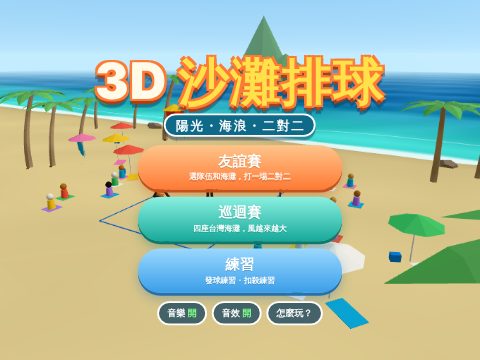 3D 沙灘排球
陽光・海浪・二對二
友誼賽
選隊伍和海灘，打一場二對二
巡迴賽
四座台灣海灘，風越來越大
練習
發球練習・扣殺練習
音樂 開
音效 開
怎麼玩？